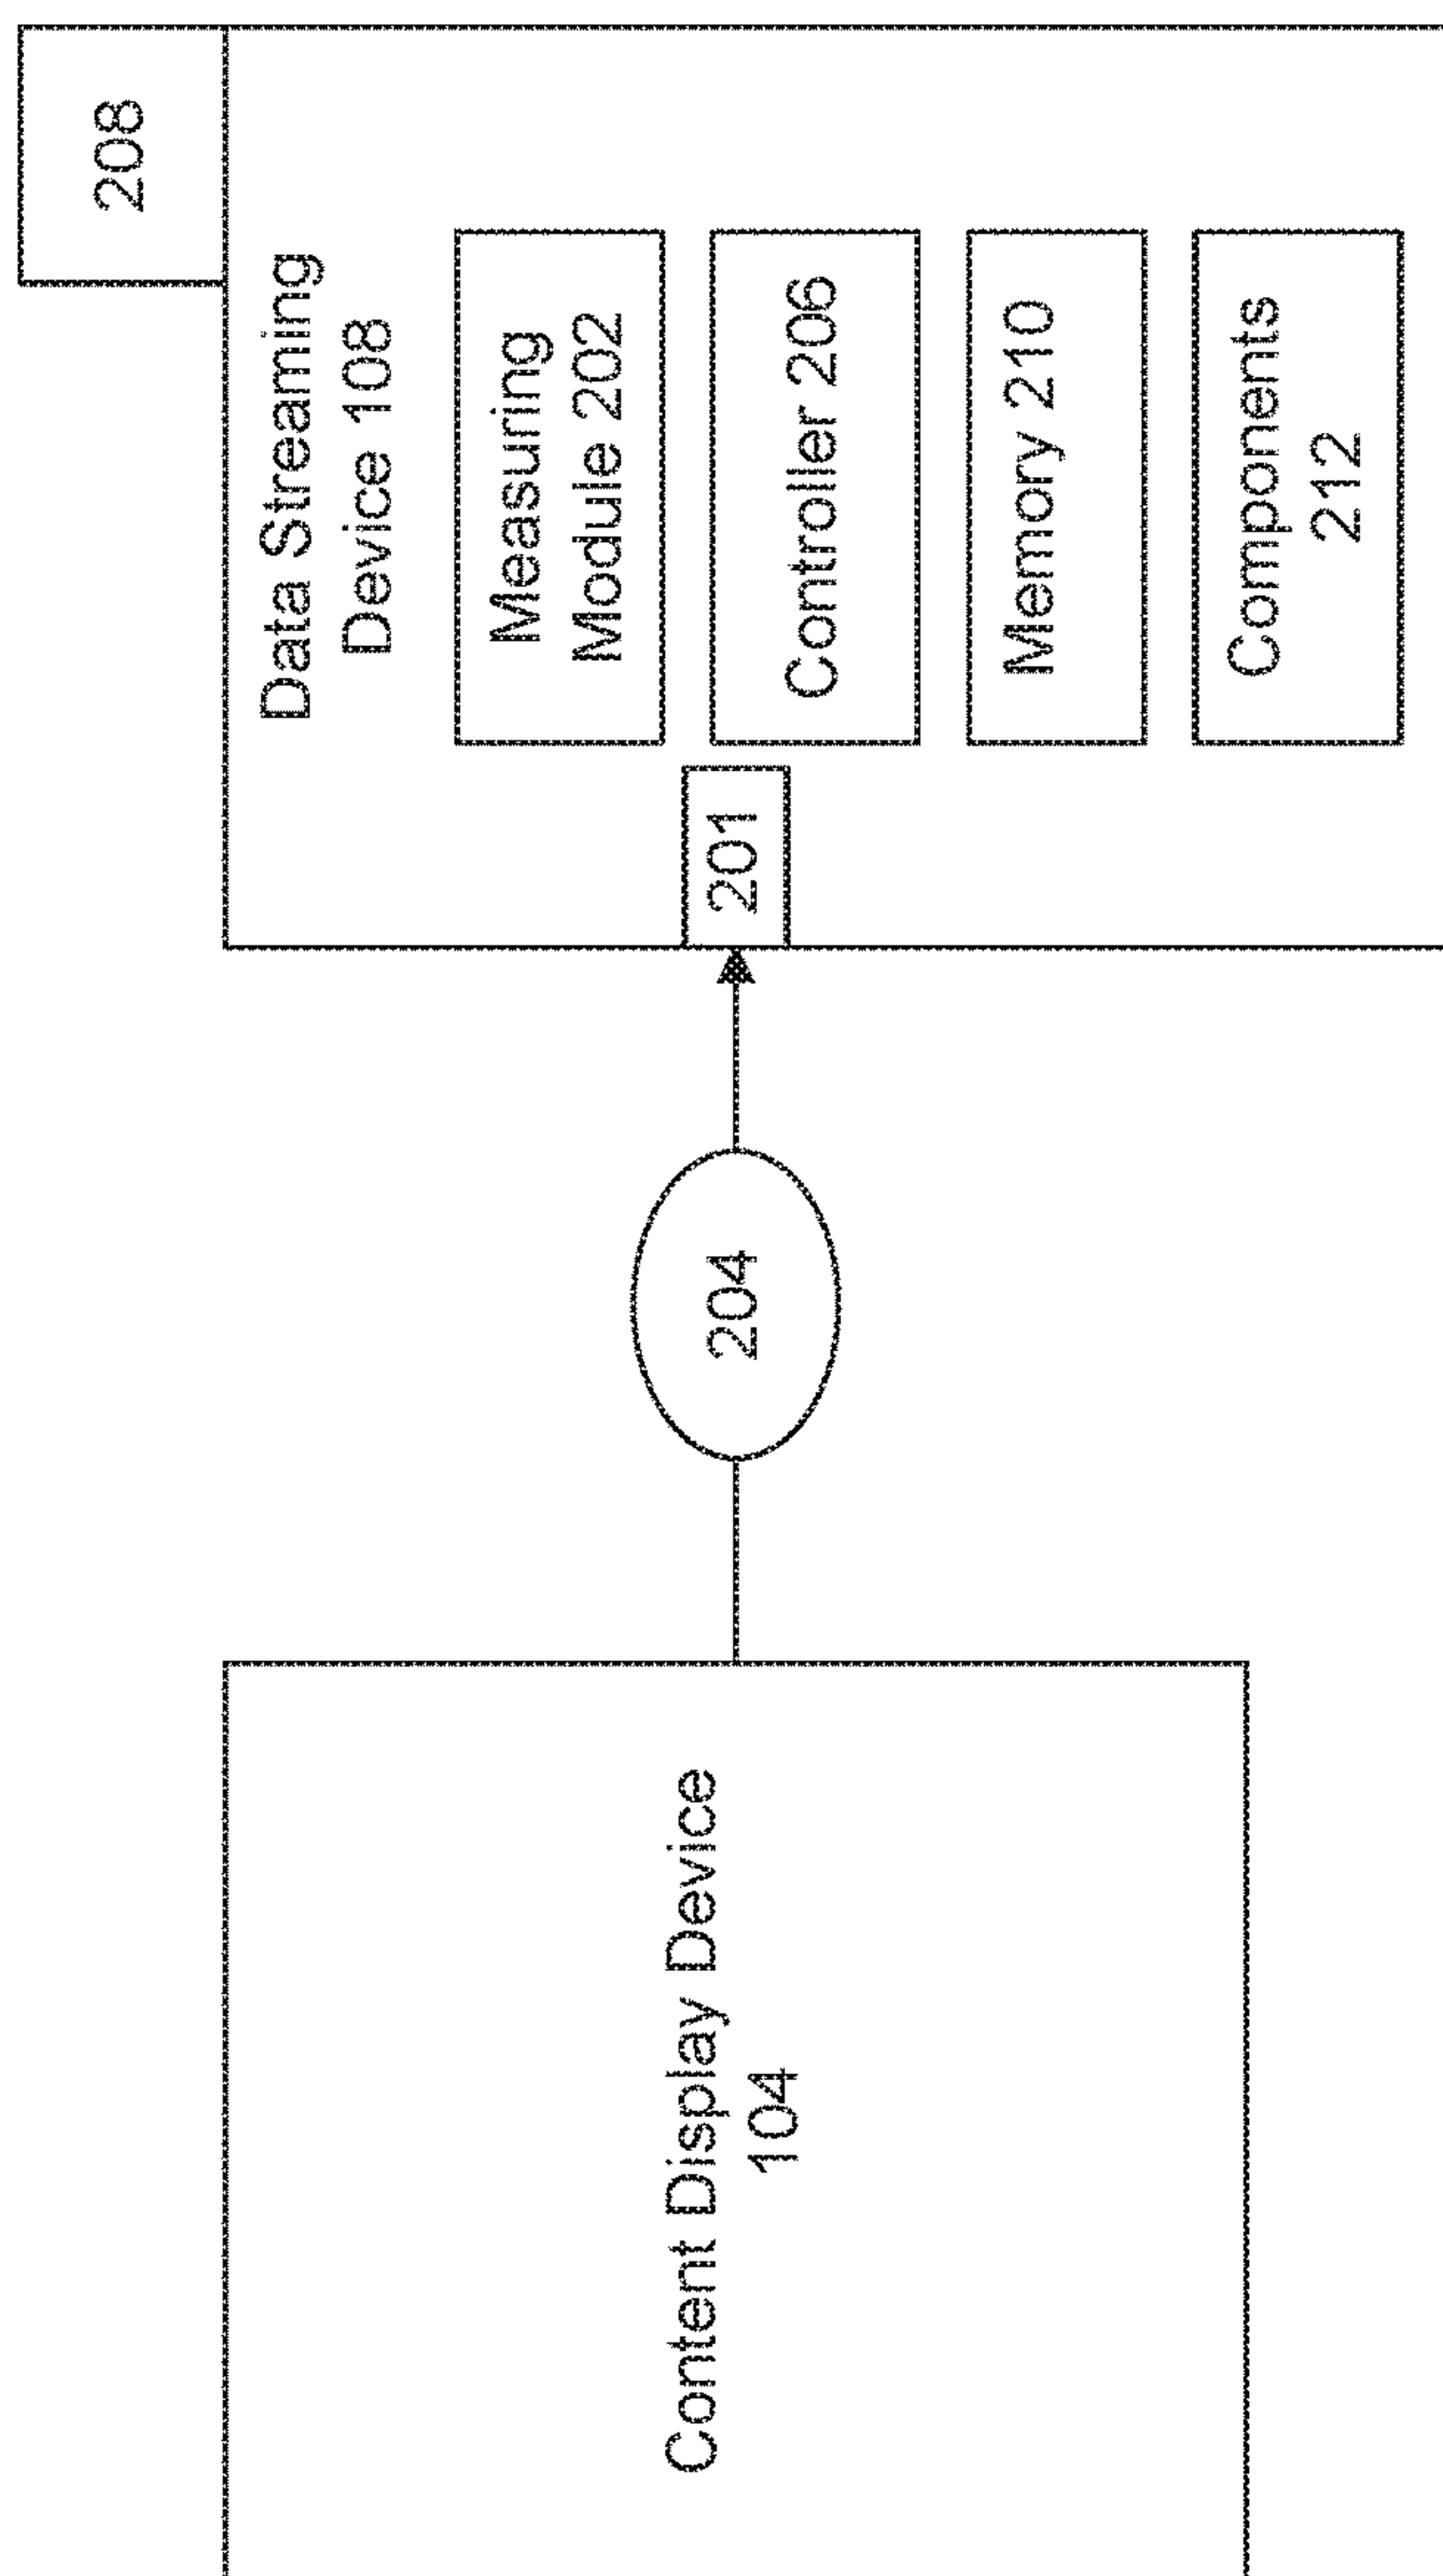 208
Data Streaming
Device 108
Measuring
Module 202
Controller 206
Memory 210
Components
212
201
204
Content Display Device
104